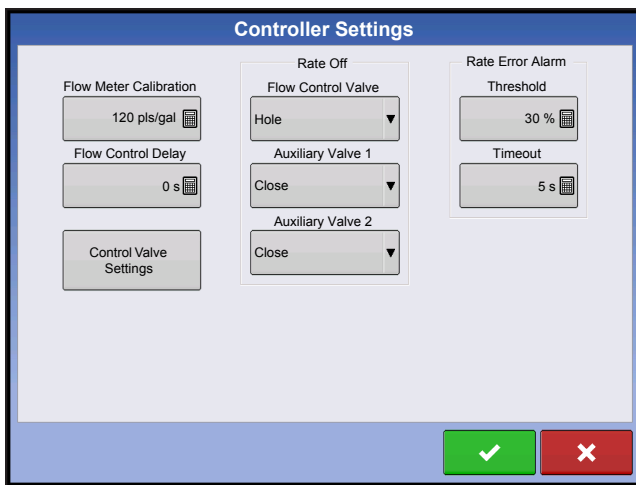 Controller Settings
Flow Meter Calibration
120 pls/gal
Flow Control Delay
0 s
Control Valve
Settings
Rate Off
Flow Control Valve
Hole
Auxiliary Valve 1
Close
Auxiliary Valve 2
Close
Rate Error Alarm
Threshold
30 %
Timeout
5 s